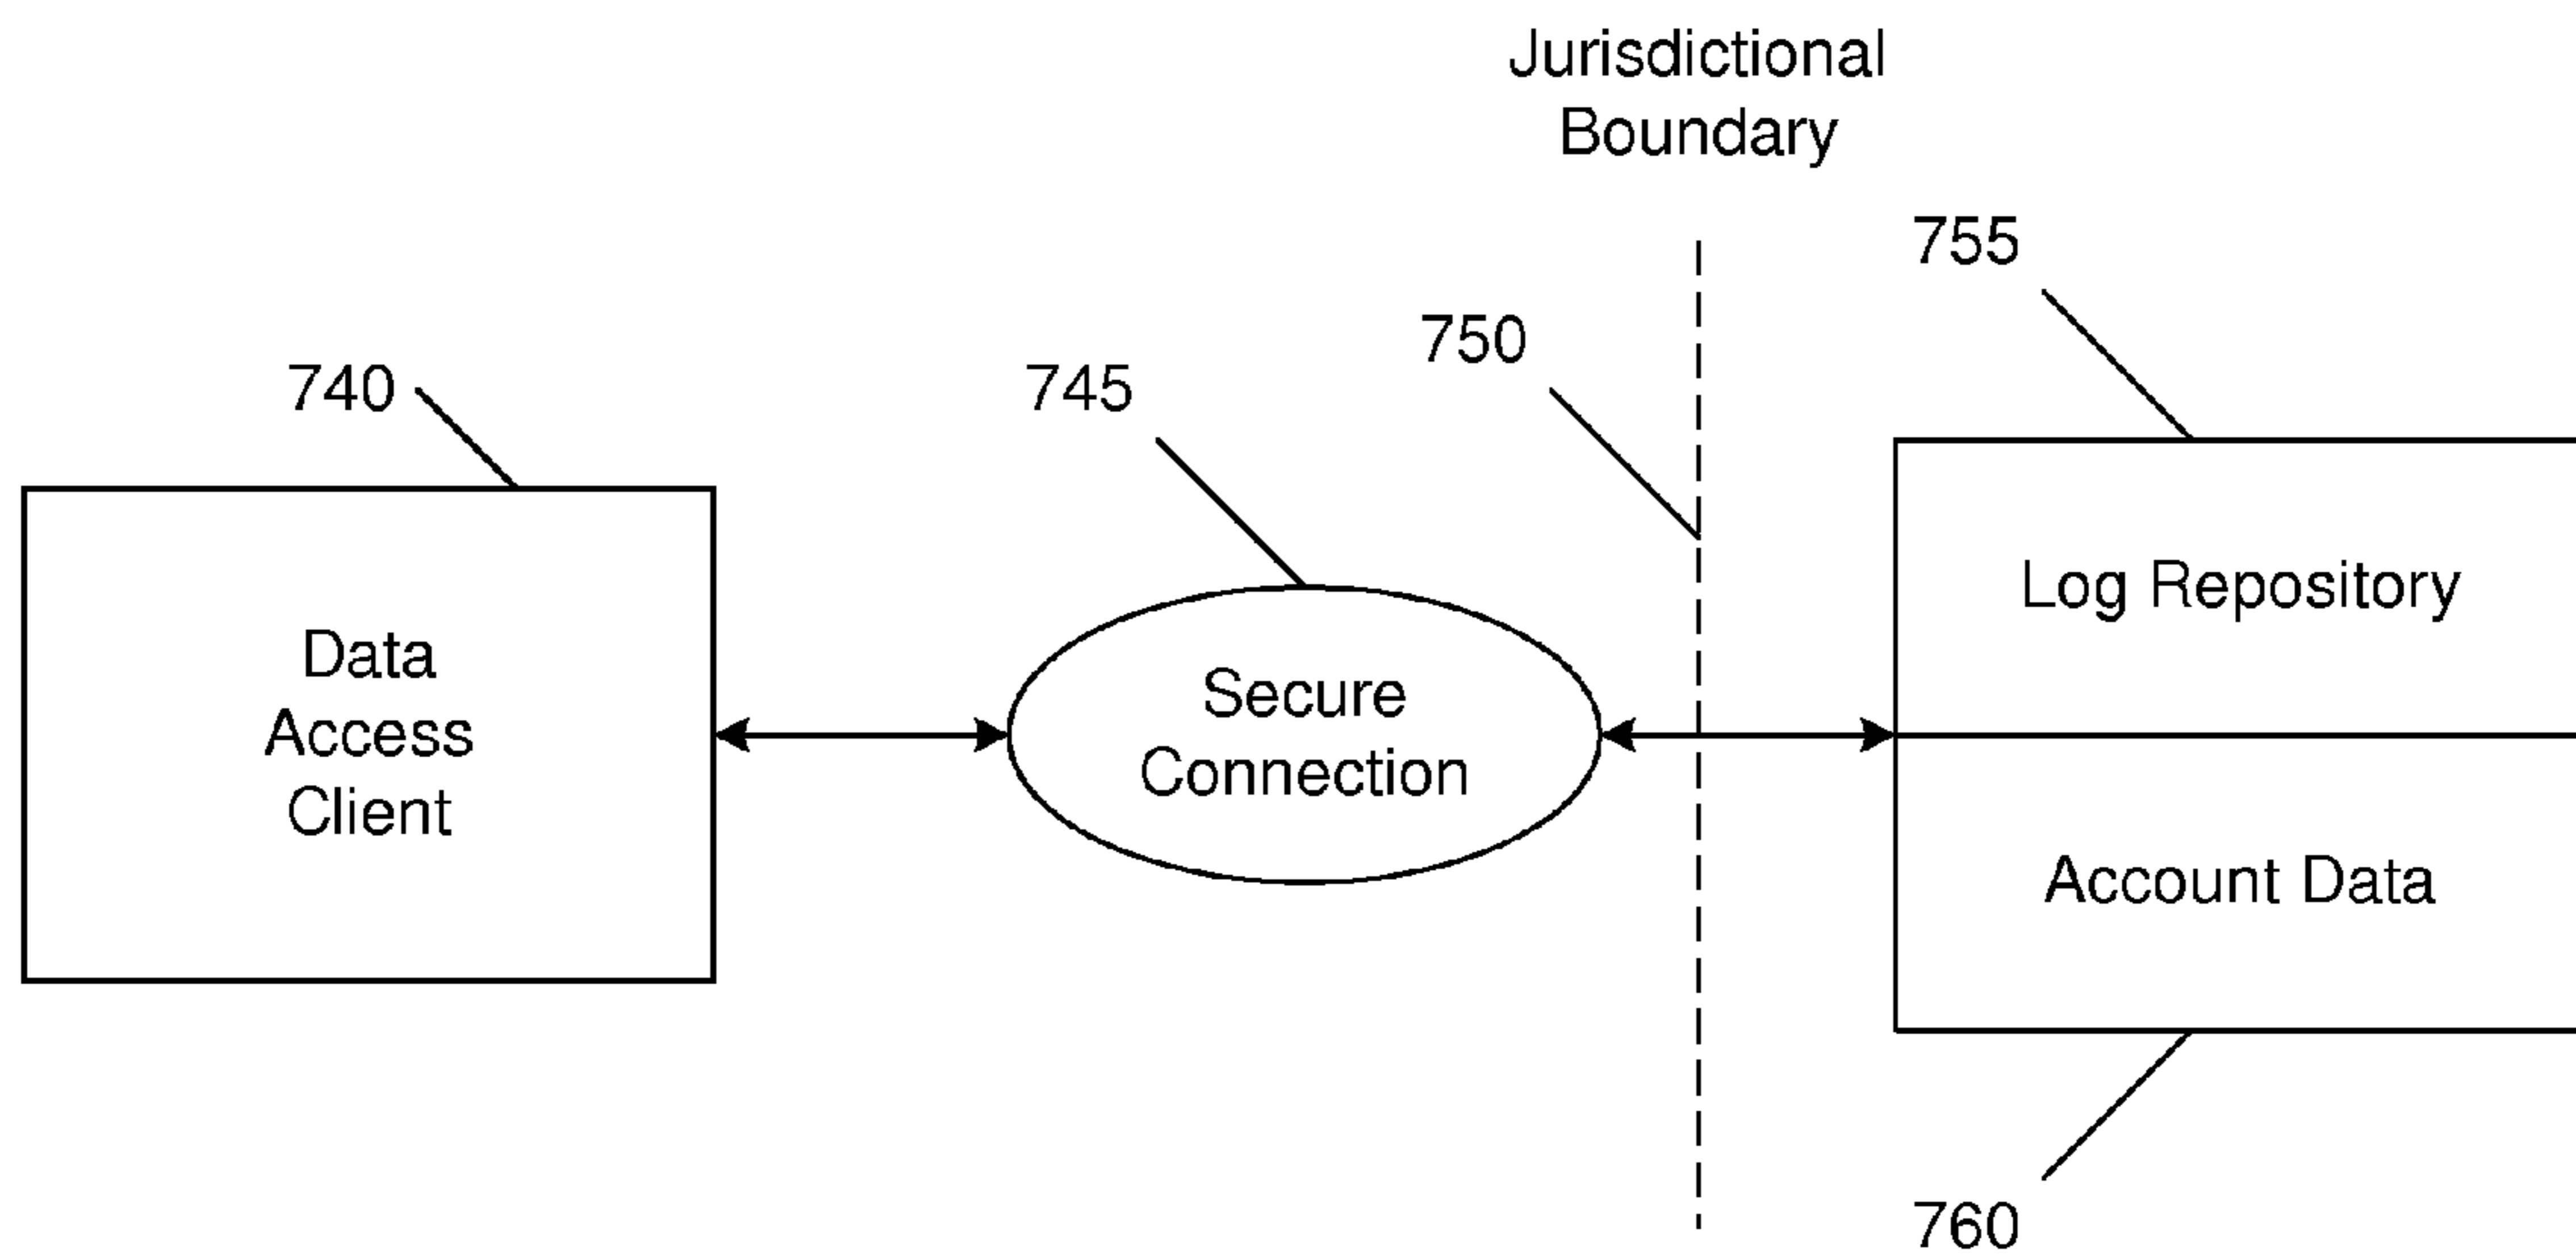 Jurisdictional
Boundary
755
750
740
745
Log Repository
Data
Access
Client
Secure
Connection
Account Data
760